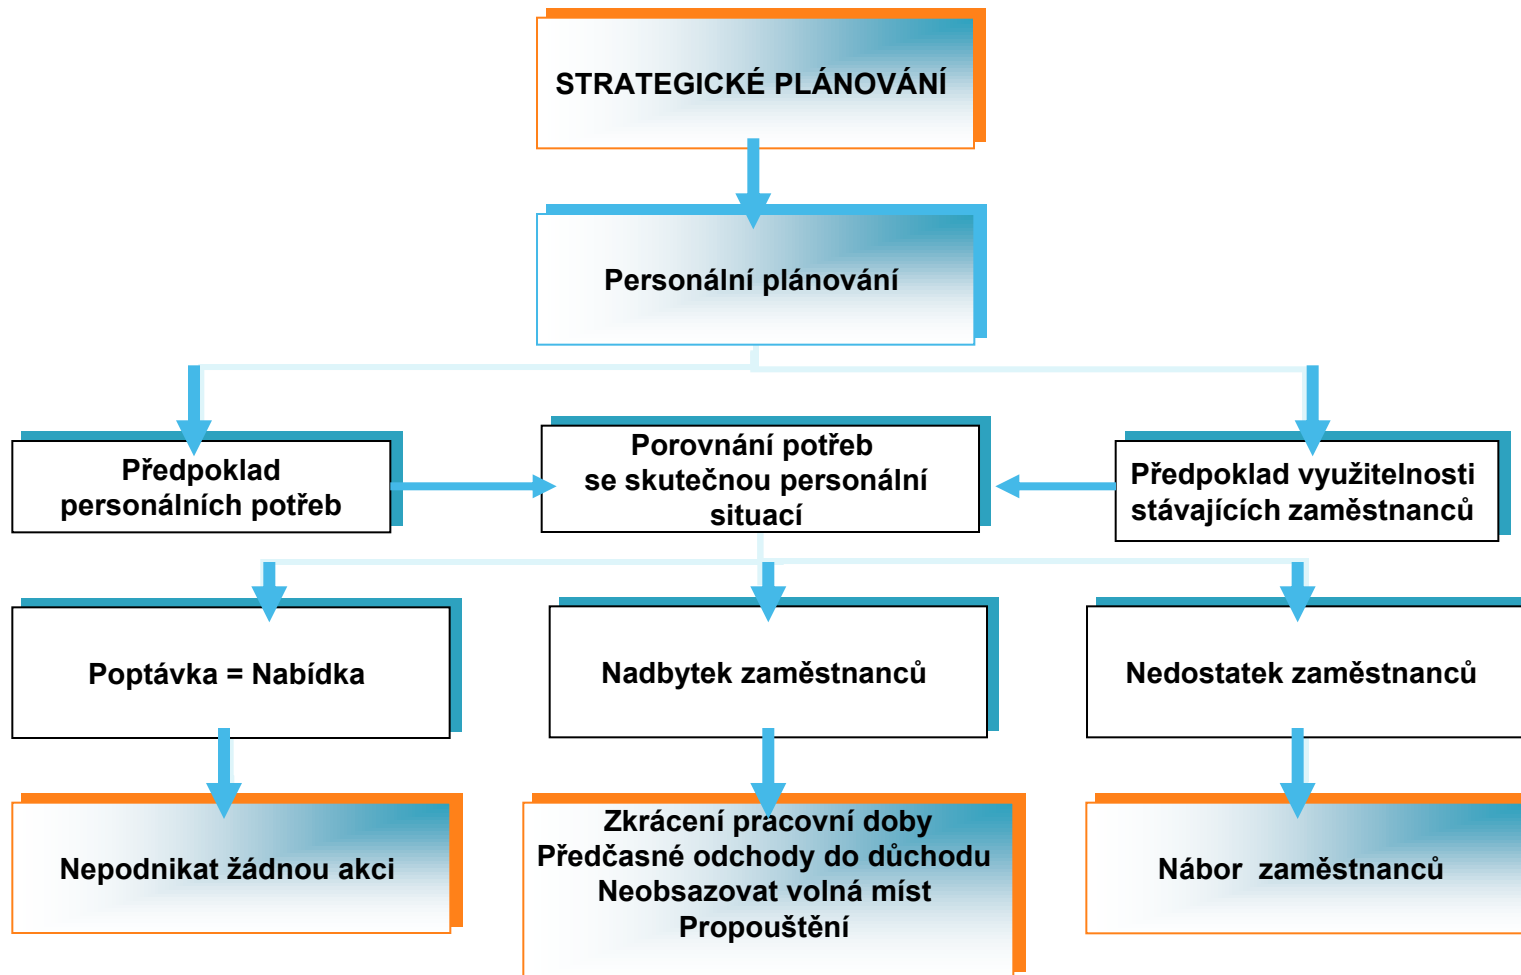 STRATEGICKÉ PLÁNOVÁNÍ
Personální plánování
Předpoklad
personálních potřeb
Porovnání potřeb
se skutečnou personální
situací
Předpoklad využitelnosti
stávajících zaměstnanců
Poptávka = Nabídka
Nadbytek zaměstnanců
Nedostatek zaměstnanců
Nepodnikat žádnou akci
Zkrácení pracovní doby
Předčasné odchody do důchodu
Neobsazovat volná míst
Propouštění
Nábor  zaměstnanců